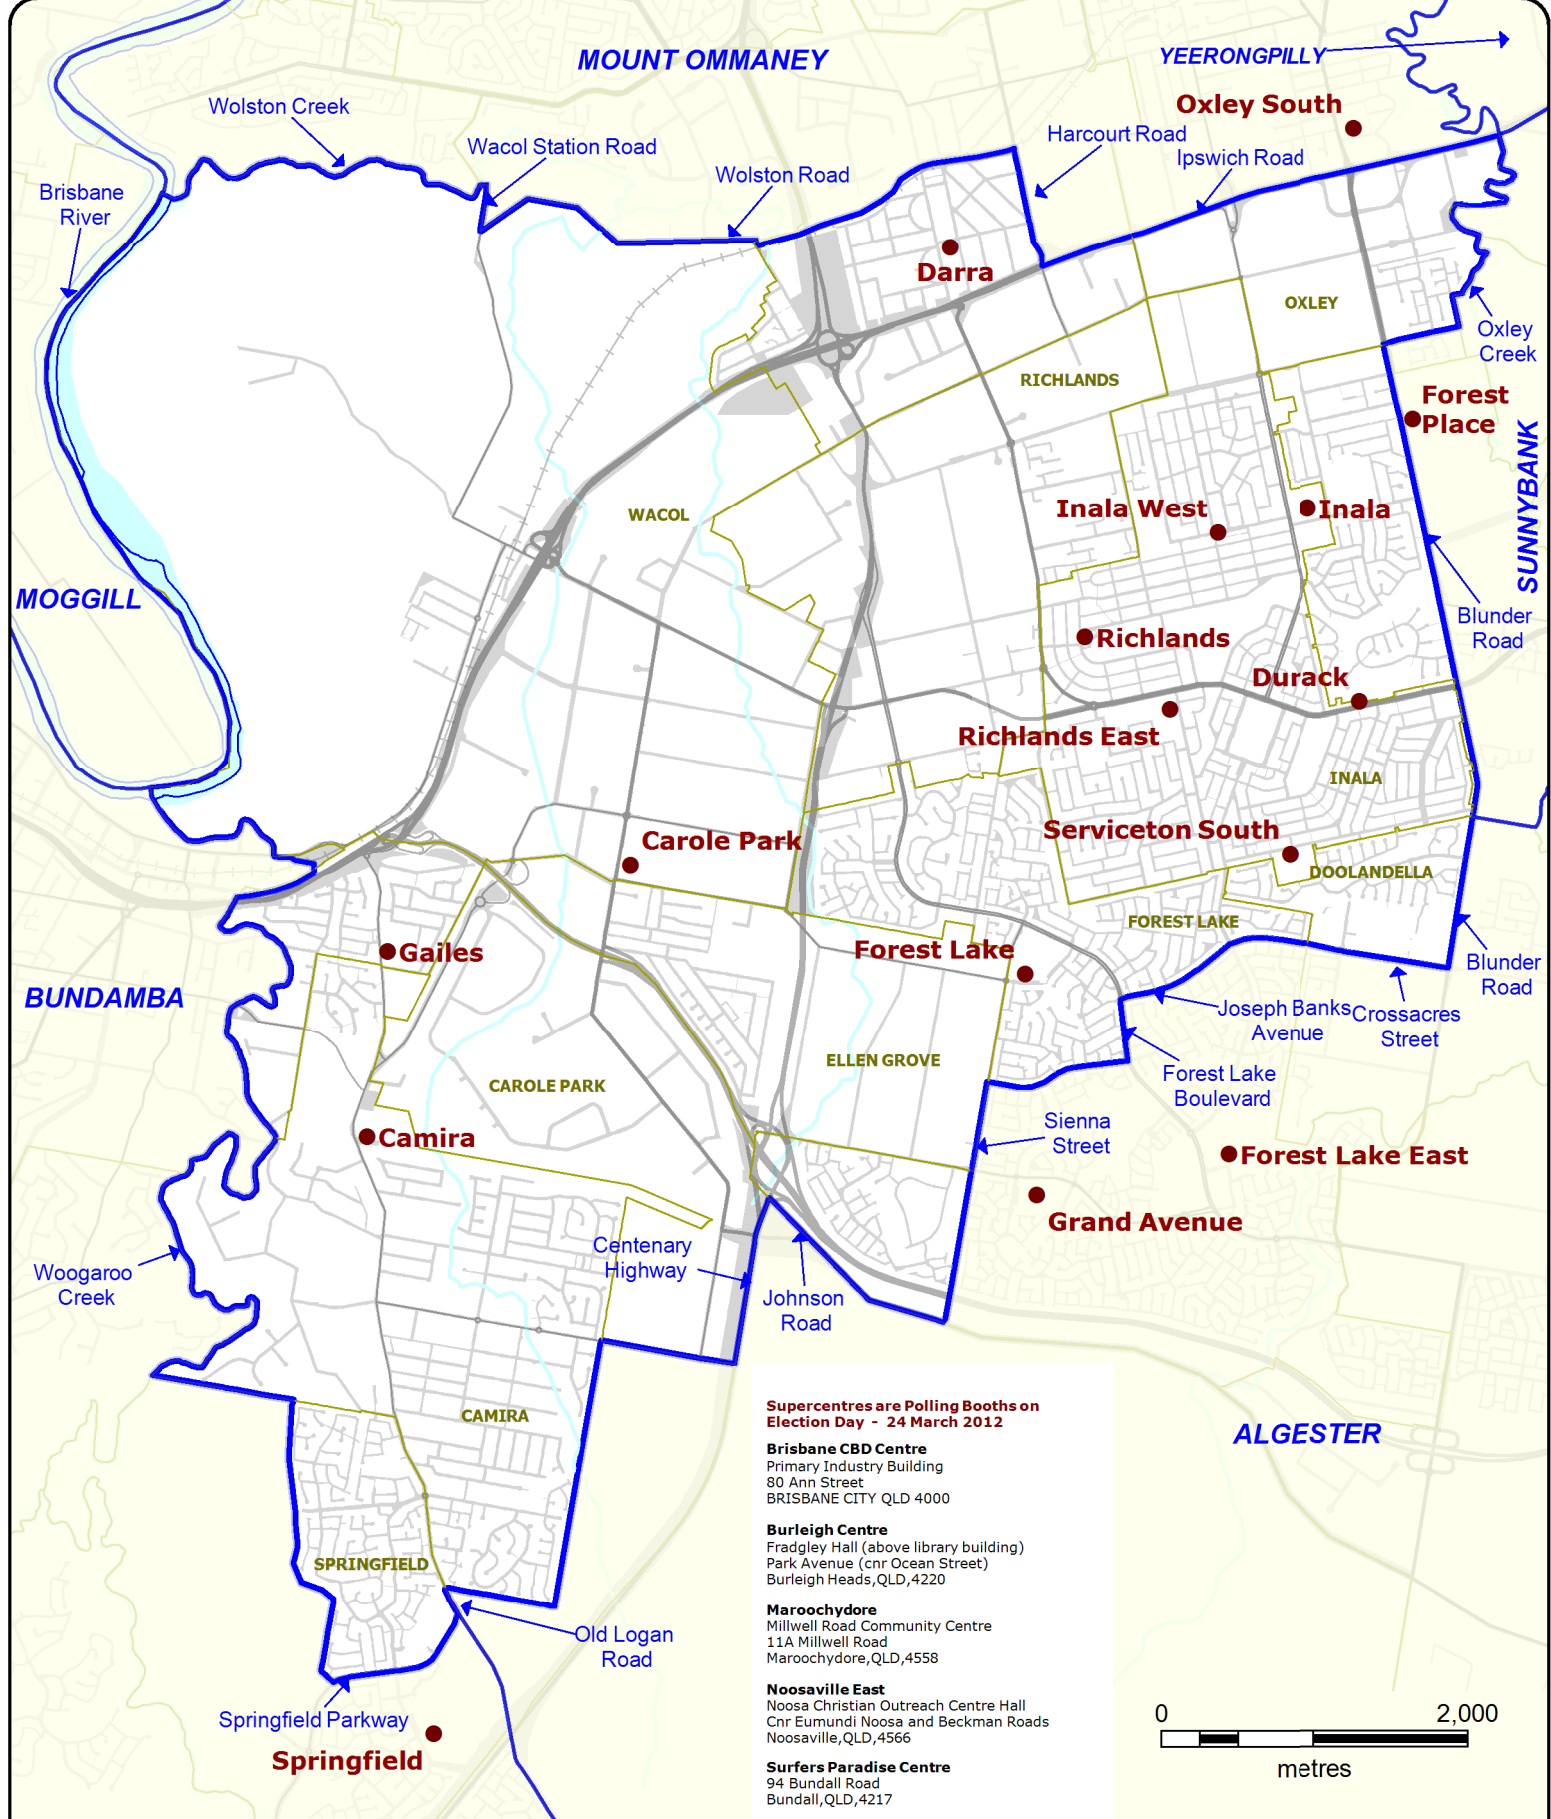 MOUNT OMMANEY
YEERONGPILLY
Oxley South
Wolston Creek
Wacol Station Road
Harcourt Road
Ipswich Road
Wolston Road
Brisbane
River
Darra
OXLEY
Oxley
Creek
RICHLANDS
Forest
Place
SUNNYBANK
WACOL
Inala West
Inala
MOGGILL
Blunder
Road
Richlands
Durack
Richlands East
INALA
Carole Park
Serviceton South
DOOLANDELLA
FOREST LAKE
Gailes
Forest Lake
Blunder
Road
BUNDAMBA
Joseph Banks
Avenue
Crossacres
Street
ELLEN GROVE
CAROLE PARK
Forest Lake
Boulevard
Sienna
Street
Camira
Forest Lake East
Grand Avenue
Centenary
Highway
Woogaroo
Creek
Johnson
Road
CAMIRA
ALGESTER
Supercentres are Polling Booths on
Election Day - 24 March 2012
Brisbane CBD Centre
Primary Industry Building
80 Ann Street
BRISBANE CITY QLD 4000
Burleigh Centre
Fradgley Hall (above library building)
Park Avenue (cnr Ocean Street)
Burleigh Heads,QLD,4220
Maroochydore
Millwell Road Community Centre
11A Millwell Road
Maroochydore,QLD,4558
Noosaville East
Noosa Christian Outreach Centre Hall
Cnr Eumundi Noosa and Beckman Roads
Noosaville,QLD,4566
Surfers Paradise Centre
94 Bundall Road
Bundall,QLD,4217
SPRINGFIELD
Old Logan
Road
Springfield Parkway
Springfield
0 2,000
metres